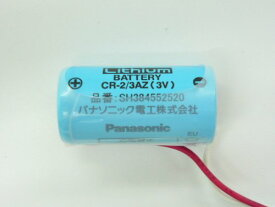 LITHIUM
BATTERY
CR-2/3AZ (3V)
品番: SH384552520
パナソニック電工株式会社
Panasonic
EU